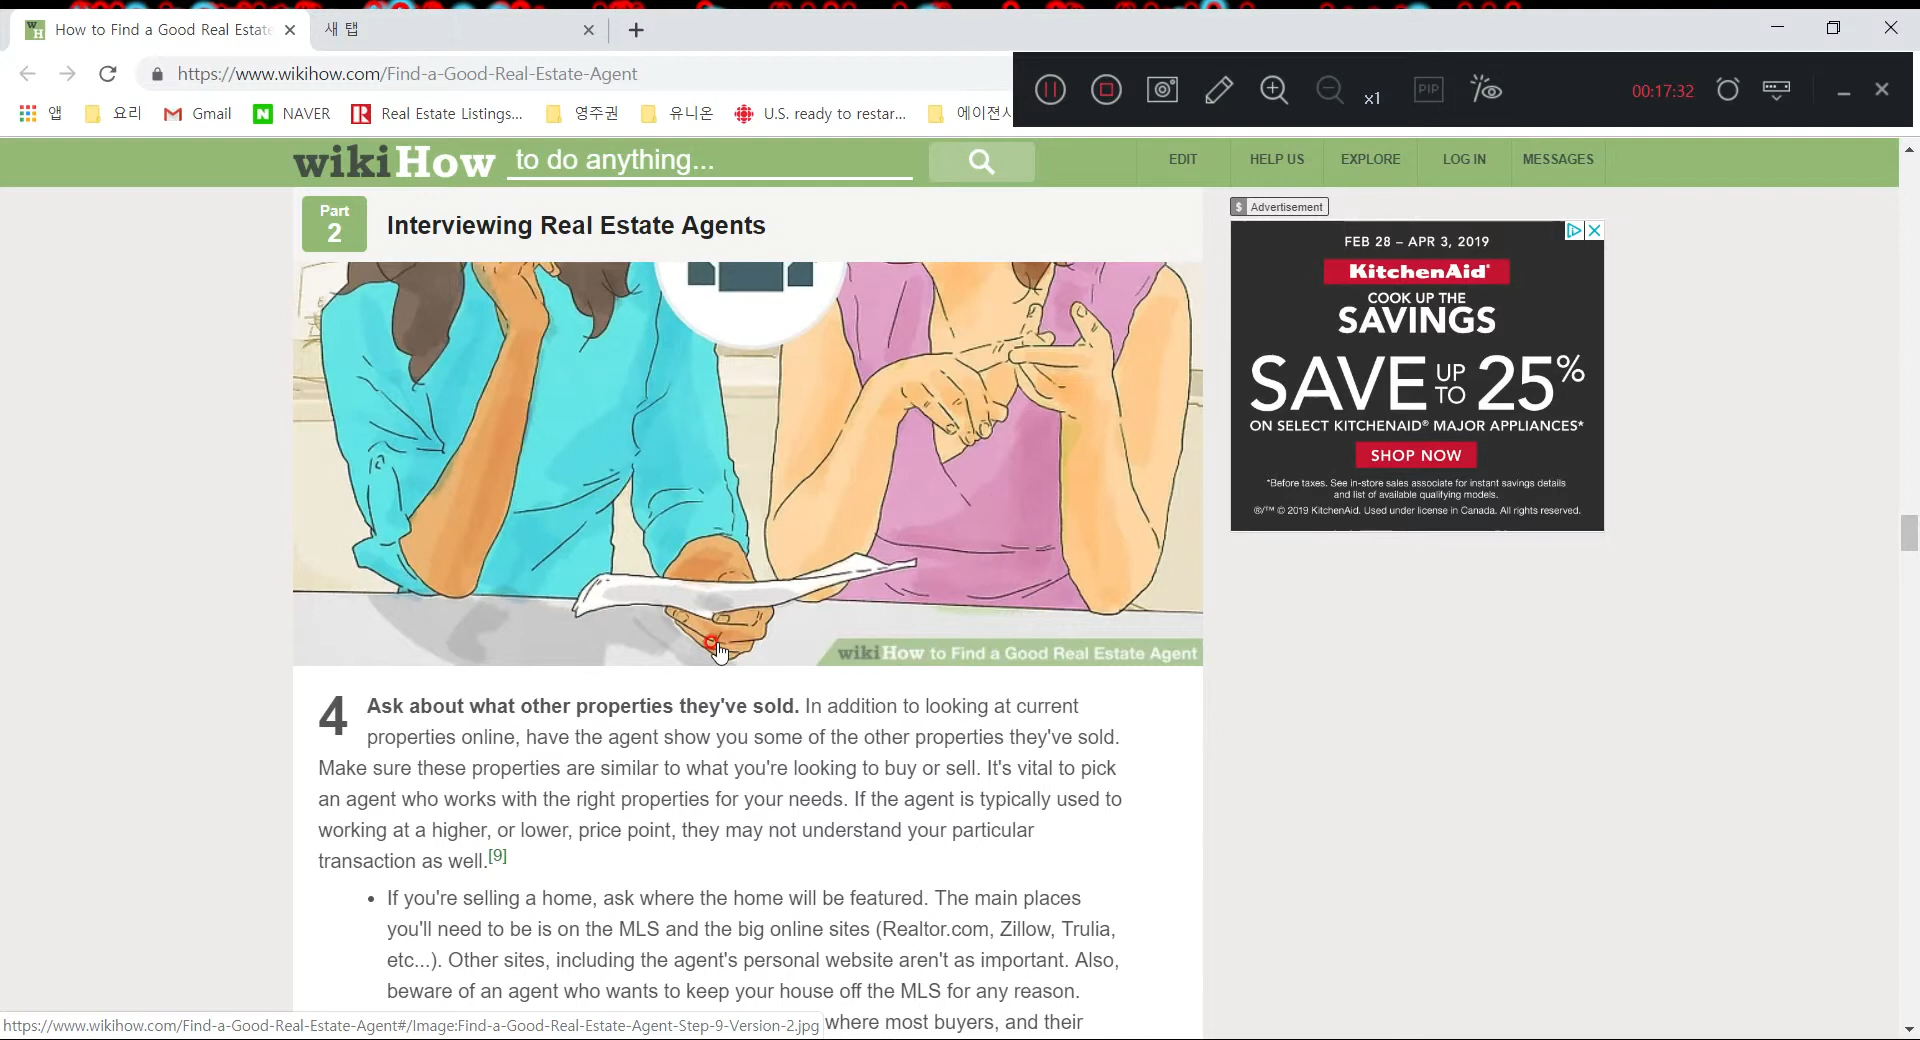 How to Find a Good Real Estate
새 탭
https://www.wikihow.com/Find-a-Good-Real-Estate-Agent
x1
PIP
00:17:32
앱
요리
Gmail
NAVER
Real Estate Listings...
영주권
유니온
U.S. ready to restar...
에이젼시
wikiHow to do anything...
EDIT
HELP US
EXPLORE
LOG IN
MESSAGES
Part
2
Interviewing Real Estate Agents
$ Advertisement
FEB 28 – APR 3, 2019
KitchenAid®
COOK UP THE
SAVINGS
SAVE UP TO 25%
ON SELECT KITCHENAID® MAJOR APPLIANCES*
SHOP NOW
*Before taxes. See in-store sales associate for instant savings details
and list of available qualifying models.
®/™ © 2019 KitchenAid. Used under license in Canada. All rights reserved.
wikiHow to Find a Good Real Estate Agent
4 Ask about what other properties they've sold. In addition to looking at current
properties online, have the agent show you some of the other properties they've sold.
Make sure these properties are similar to what you're looking to buy or sell. It's vital to pick
an agent who works with the right properties for your needs. If the agent is typically used to
working at a higher, or lower, price point, they may not understand your particular
transaction as well.[9]
• If you're selling a home, ask where the home will be featured. The main places
you'll need to be is on the MLS and the big online sites (Realtor.com, Zillow, Trulia,
etc...). Other sites, including the agent's personal website aren't as important. Also,
beware of an agent who wants to keep your house off the MLS for any reason.
where most buyers, and their
https://www.wikihow.com/Find-a-Good-Real-Estate-Agent#/Image:Find-a-Good-Real-Estate-Agent-Step-9-Version-2.jpg